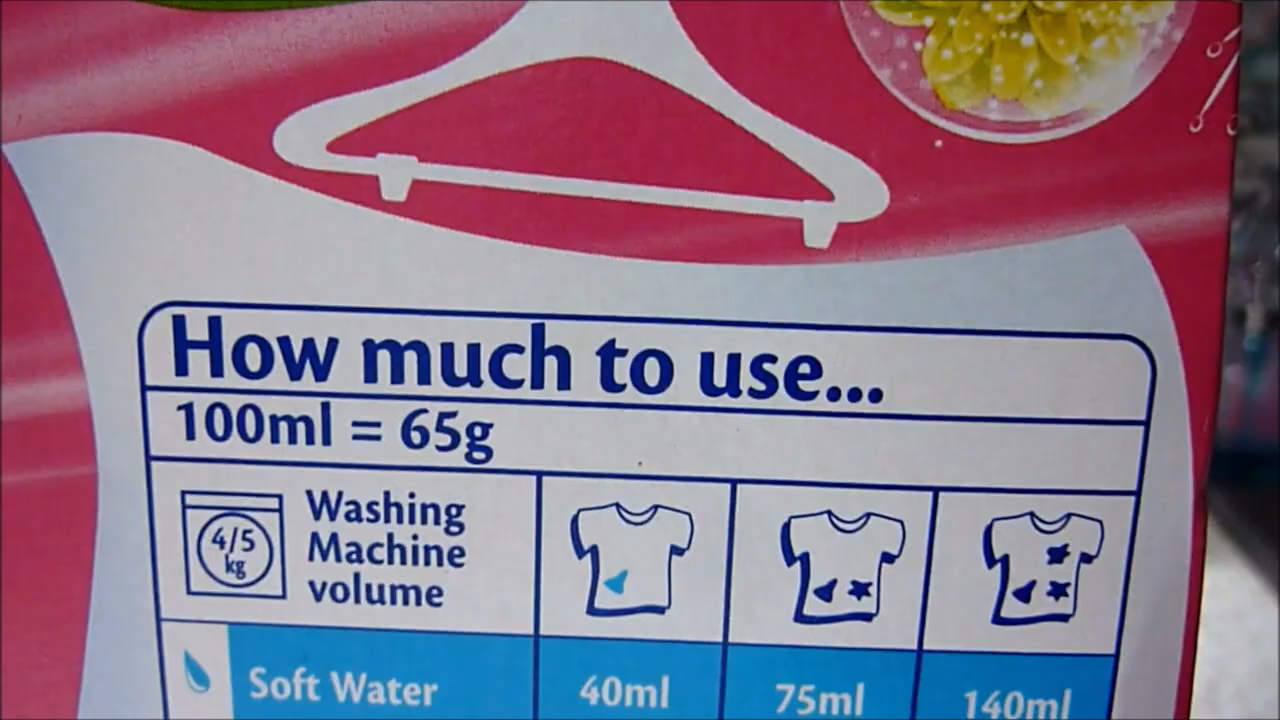 How much to use...
100ml = 65g
4/5
kg
Washing
Machine
volume
Soft Water 40ml 75ml 140ml